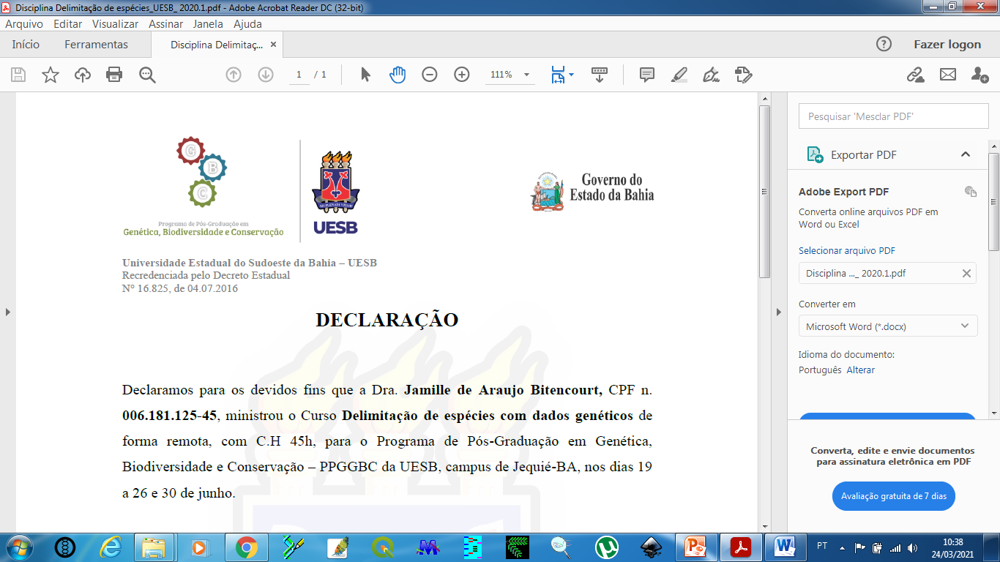 Disciplina Delimitação de espécies_UESB_ 2020.1.pdf - Adobe Acrobat Reader DC (32-bit)
Arquivo Editar Visualizar Assinar Janela Ajuda
Início Ferramentas Disciplina Delimitaç... × Fazer logon
1 / 1 111%
Pesquisar 'Mesclar PDF'
Exportar PDF
Adobe Export PDF
Converta online arquivos PDF em
Word ou Excel
Selecionar arquivo PDF
Disciplina ..._ 2020.1.pdf
Converter em
Microsoft Word (*.docx)
Idioma do documento:
Português Alterar
Converta, edite e envie documentos
para assinatura eletrônica em PDF
Avaliação gratuita de 7 dias
G
B
C
Programa de Pós-Graduação em
Genética, Biodiversidade e Conservação
UESB
Governo do
Estado da Bahia
Universidade Estadual do Sudoeste da Bahia – UESB
Recredenciada pelo Decreto Estadual
N° 16.825, de 04.07.2016
DECLARAÇÃO
Declaramos para os devidos fins que a Dra. Jamille de Araujo Bitencourt, CPF n.
006.181.125-45, ministrou o Curso Delimitação de espécies com dados genéticos de
forma remota, com C.H 45h, para o Programa de Pós-Graduação em Genética,
Biodiversidade e Conservação – PPGGBC da UESB, campus de Jequié-BA, nos dias 19
a 26 e 30 de junho.
PT
10:38
24/03/2021